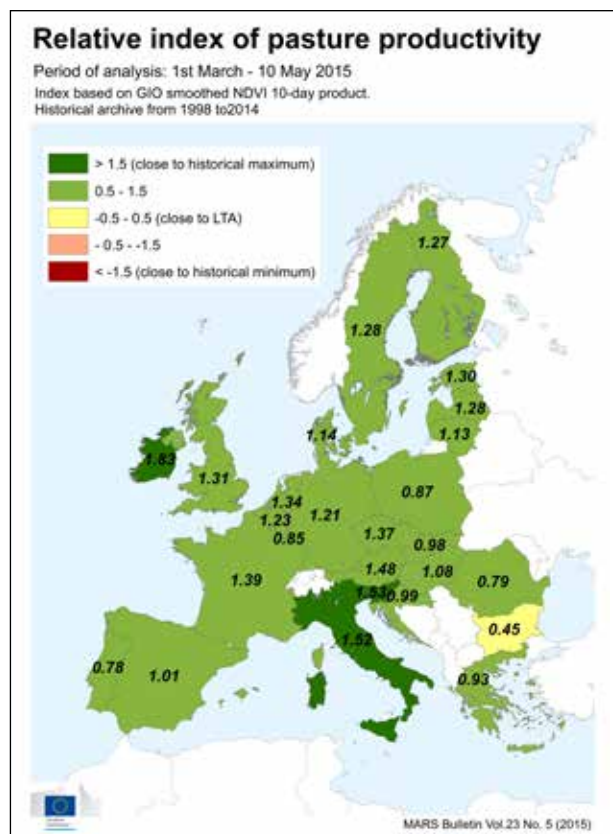 Relative index of pasture productivity
Period of analysis: 1st March - 10 May 2015
Index based on GIO smoothed NDVI 10-day product.
Historical archive from 1998 to2014
> 1.5 (close to historical maximum)
0.5 - 1.5
-0.5 - 0.5 (close to LTA)
- 0.5 - -1.5
< -1.5 (close to historical minimum)
1.27
1.28
1.30
1.28
1.13
1.14
1.83
1.31
1.34
1.23
0.85
1.21
0.87
1.37
0.98
1.48
1.08
0.79
1.39
1.53
0.99
1.52
0.45
0.93
0.78
1.01
MARS Bulletin Vol.23 No. 5 (2015)